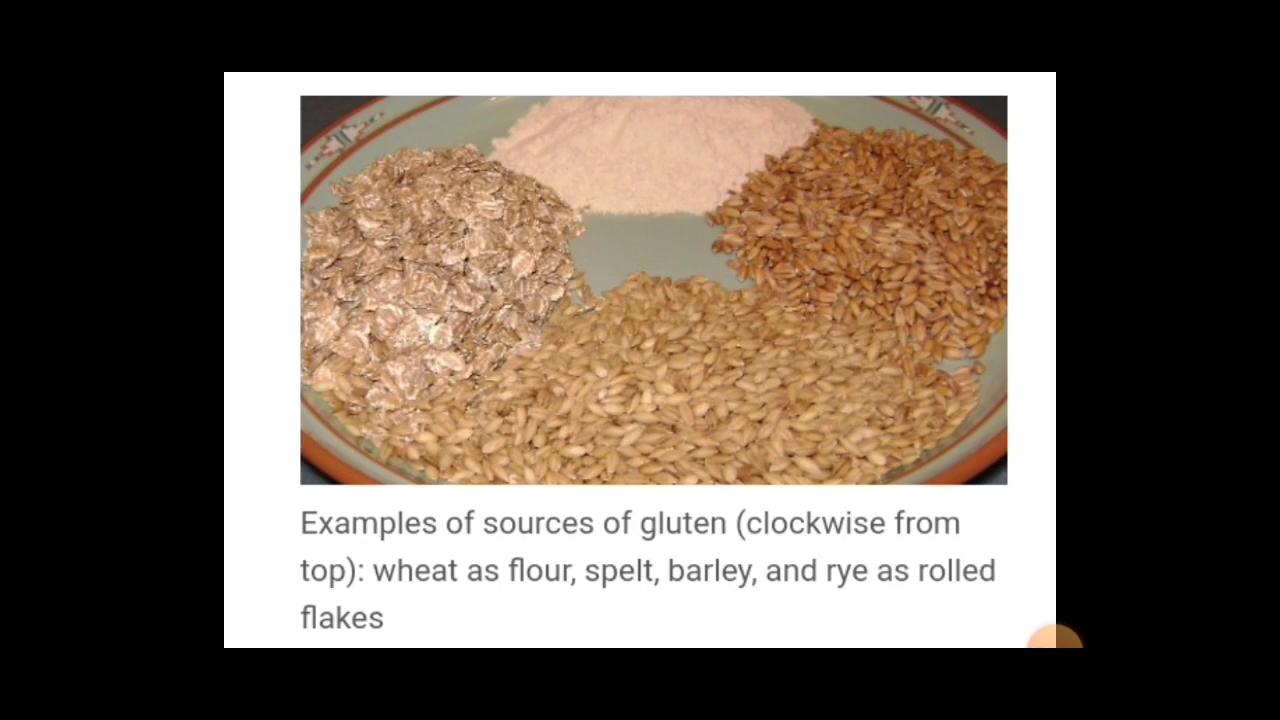 Examples of sources of gluten (clockwise from
top): wheat as flour, spelt, barley, and rye as rolled
flakes